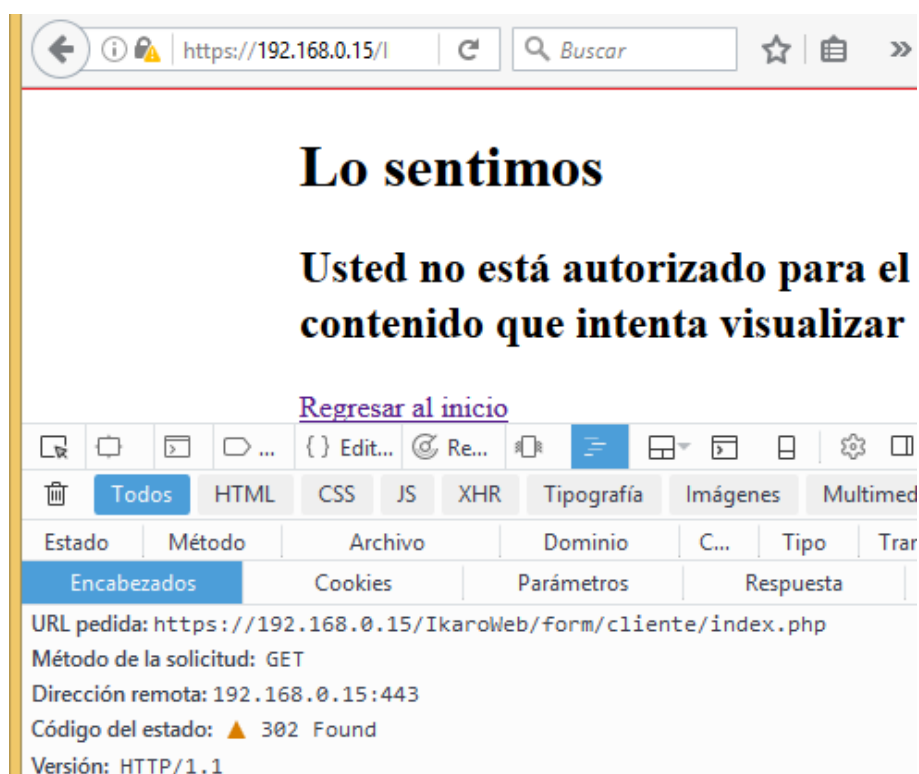 https://192.168.0.15/I
Buscar
Lo sentimos
Usted no está autorizado para el
contenido que intenta visualizar
Regresar al inicio
... { } Edit... Re...
Todos HTML CSS JS XHR Tipografía Imágenes Multimed
Estado Método Archivo Dominio C... Tipo Tran
Encabezados Cookies Parámetros Respuesta
URL pedida: https://192.168.0.15/IkaroWeb/form/cliente/index.php
Método de la solicitud: GET
Dirección remota: 192.168.0.15:443
Código del estado: 302 Found
Versión: HTTP/1.1